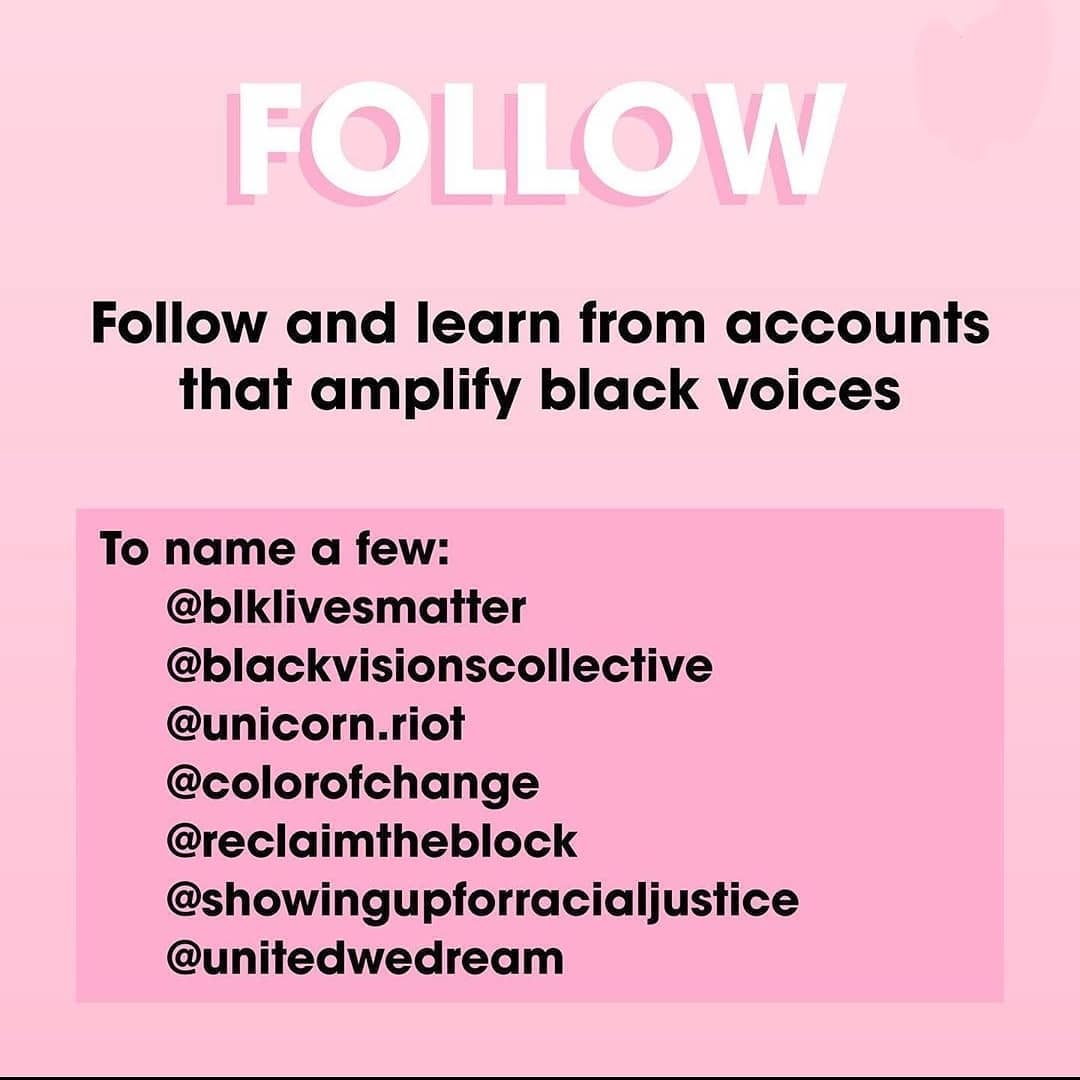 FOLLOW
Follow and learn from accounts
that amplify black voices
To name a few:
@blklivesmatter
@blackvisionscollective
@unicorn.riot
@colorofchange
@reclaimtheblock
@showingupforracialjustice
@unitedwedream